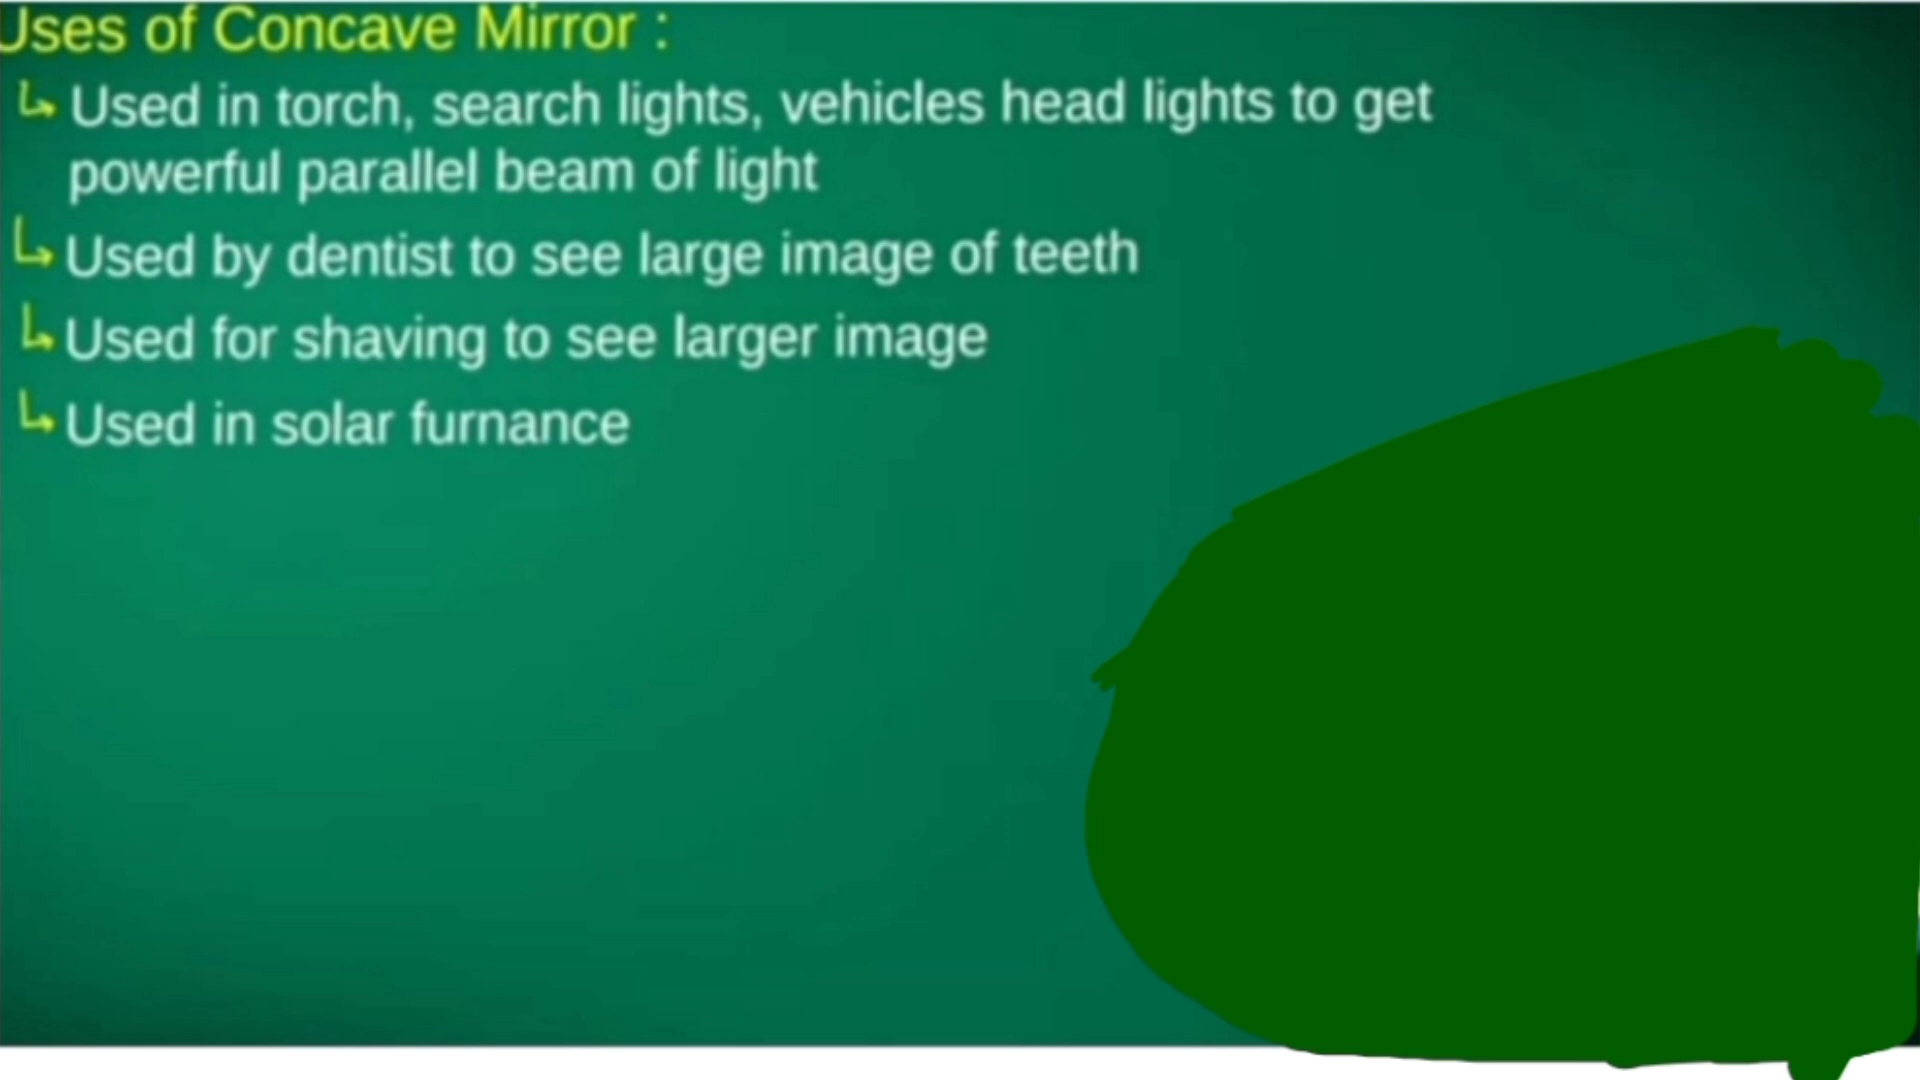 Uses of Concave Mirror :
Used in torch, search lights, vehicles head lights to get
powerful parallel beam of light
Used by dentist to see large image of teeth
Used for shaving to see larger image
Used in solar furnance